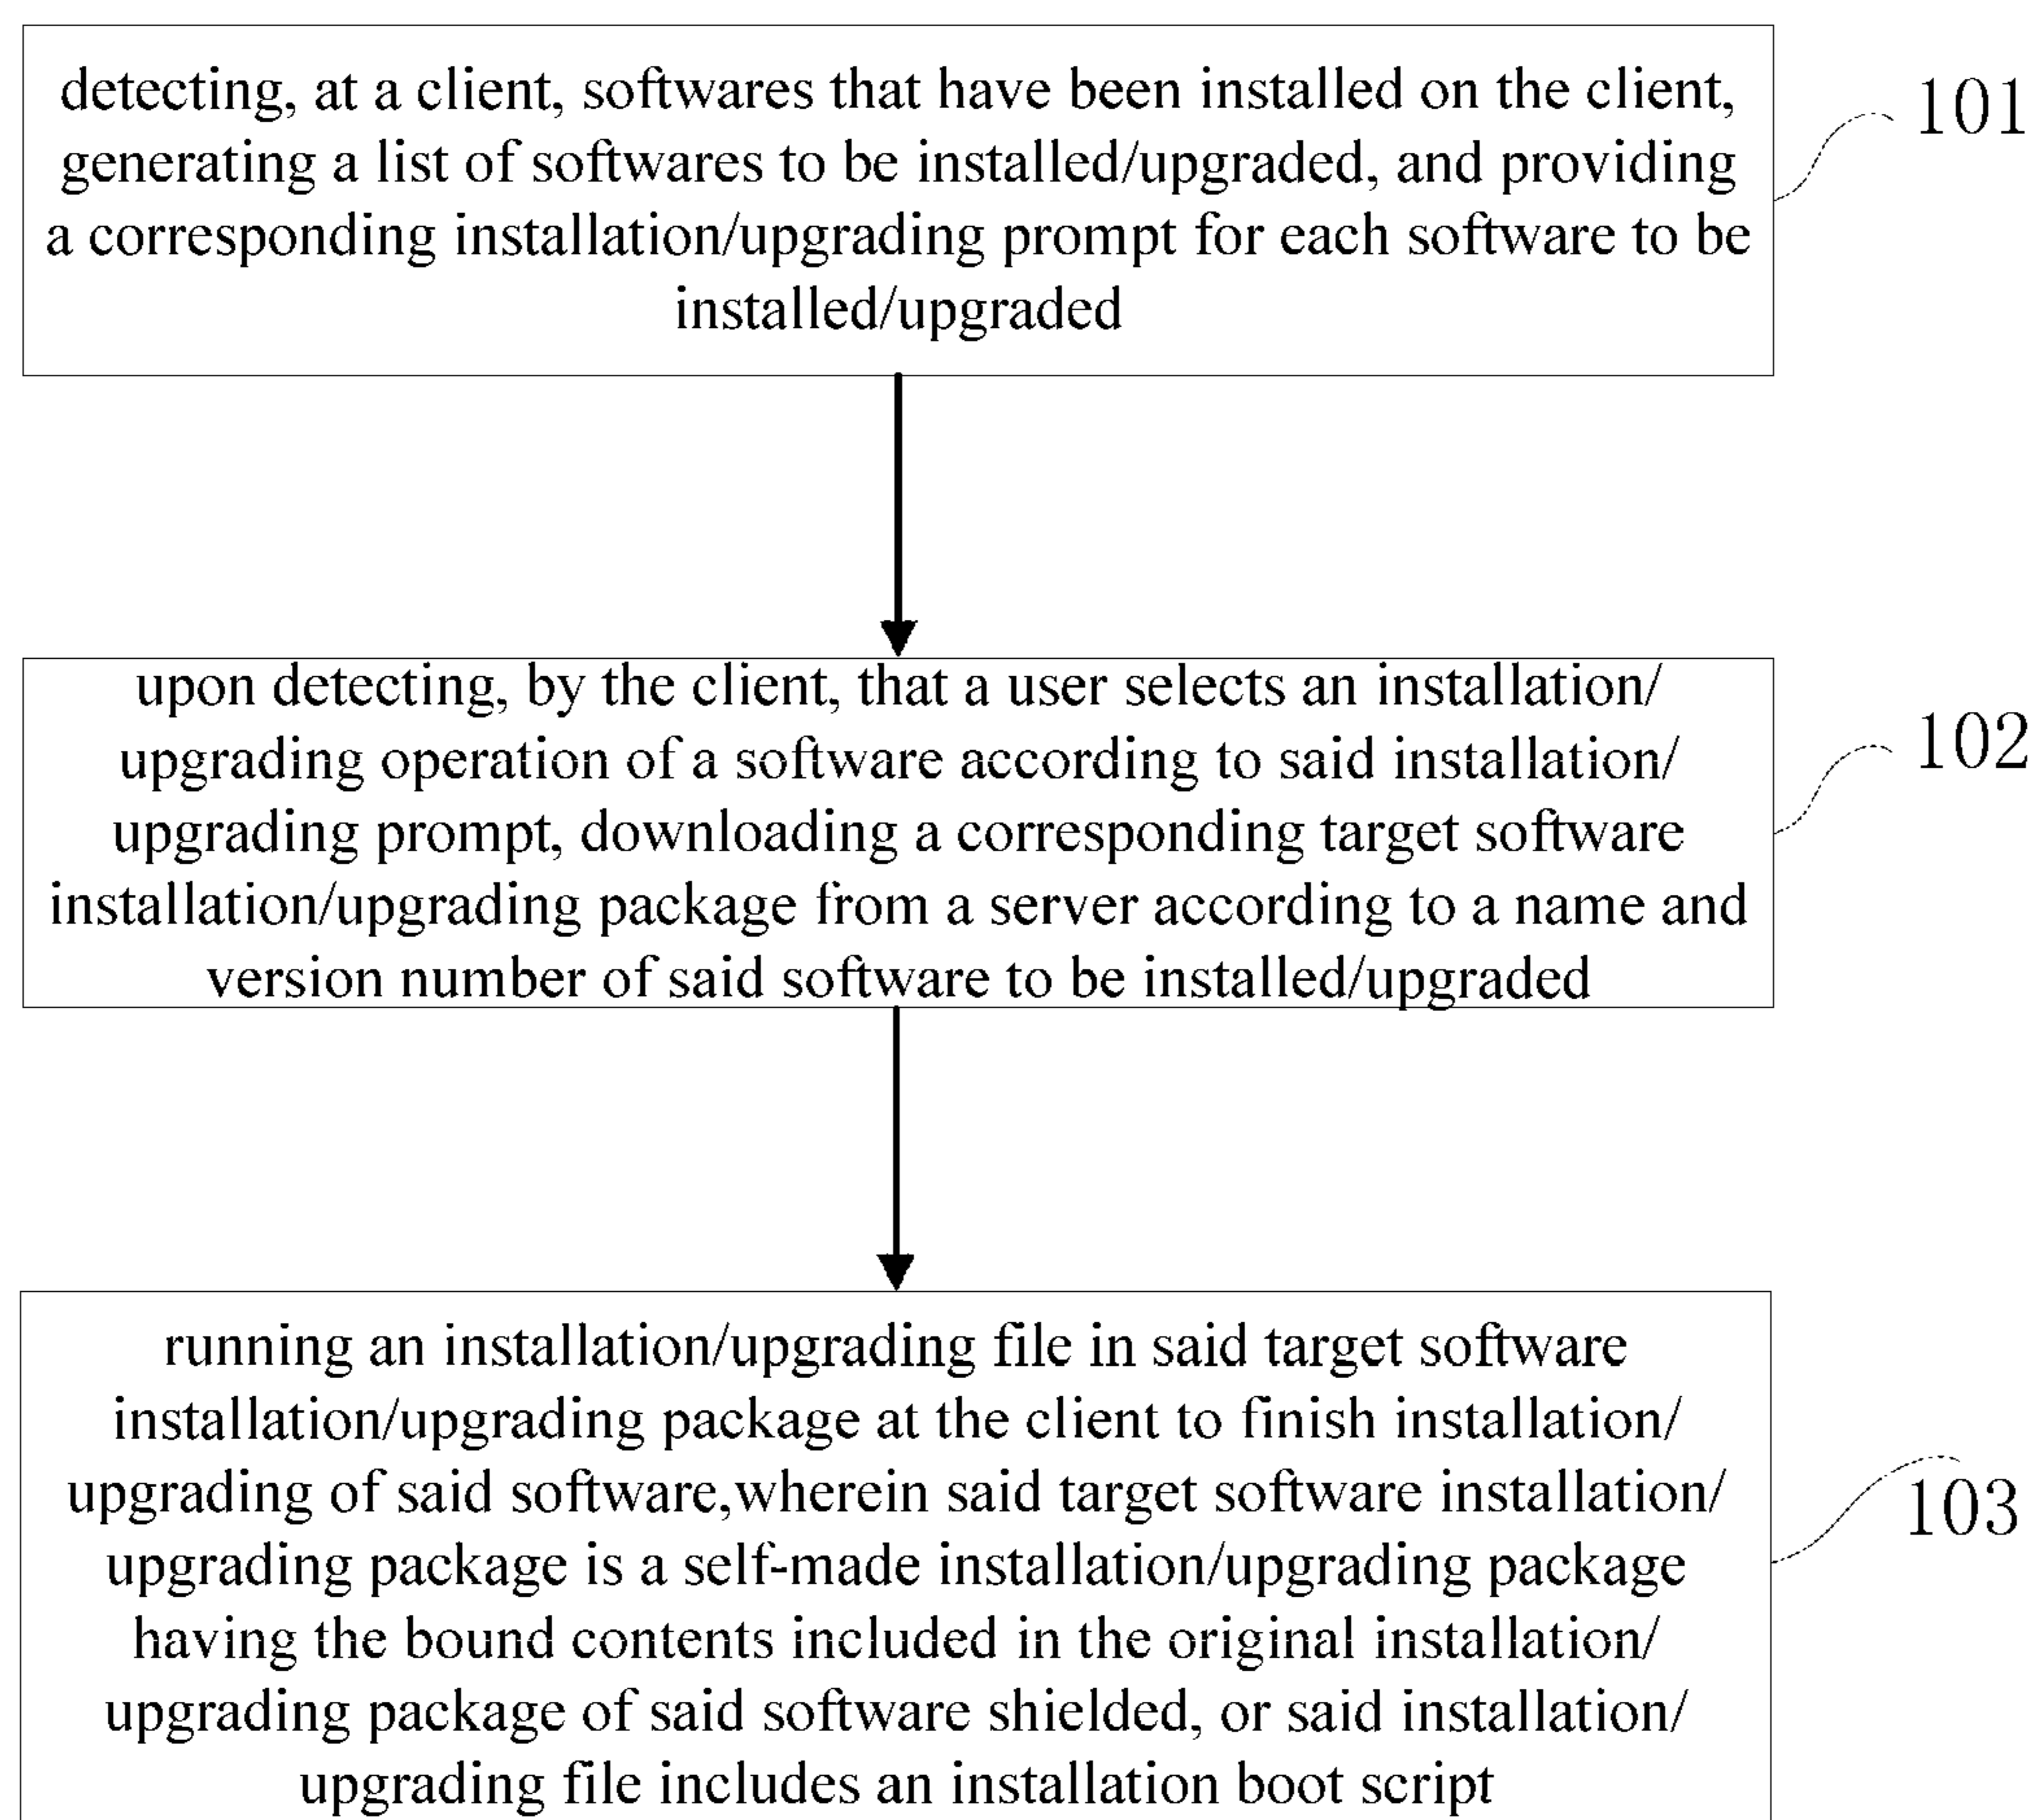 detecting, at a client, softwares that have been installed on the client,
generating a list of softwares to be installed/upgraded, and providing
a corresponding installation/upgrading prompt for each software to be
installed/upgraded
101
upon detecting, by the client, that a user selects an installation/
upgrading operation of a software according to said installation/
upgrading prompt, downloading a corresponding target software
installation/upgrading package from a server according to a name and
version number of said software to be installed/upgraded
102
running an installation/upgrading file in said target software
installation/upgrading package at the client to finish installation/
upgrading of said software,wherein said target software installation/
upgrading package is a self-made installation/upgrading package
having the bound contents included in the original installation/
upgrading package of said software shielded, or said installation/
upgrading file includes an installation boot script
103